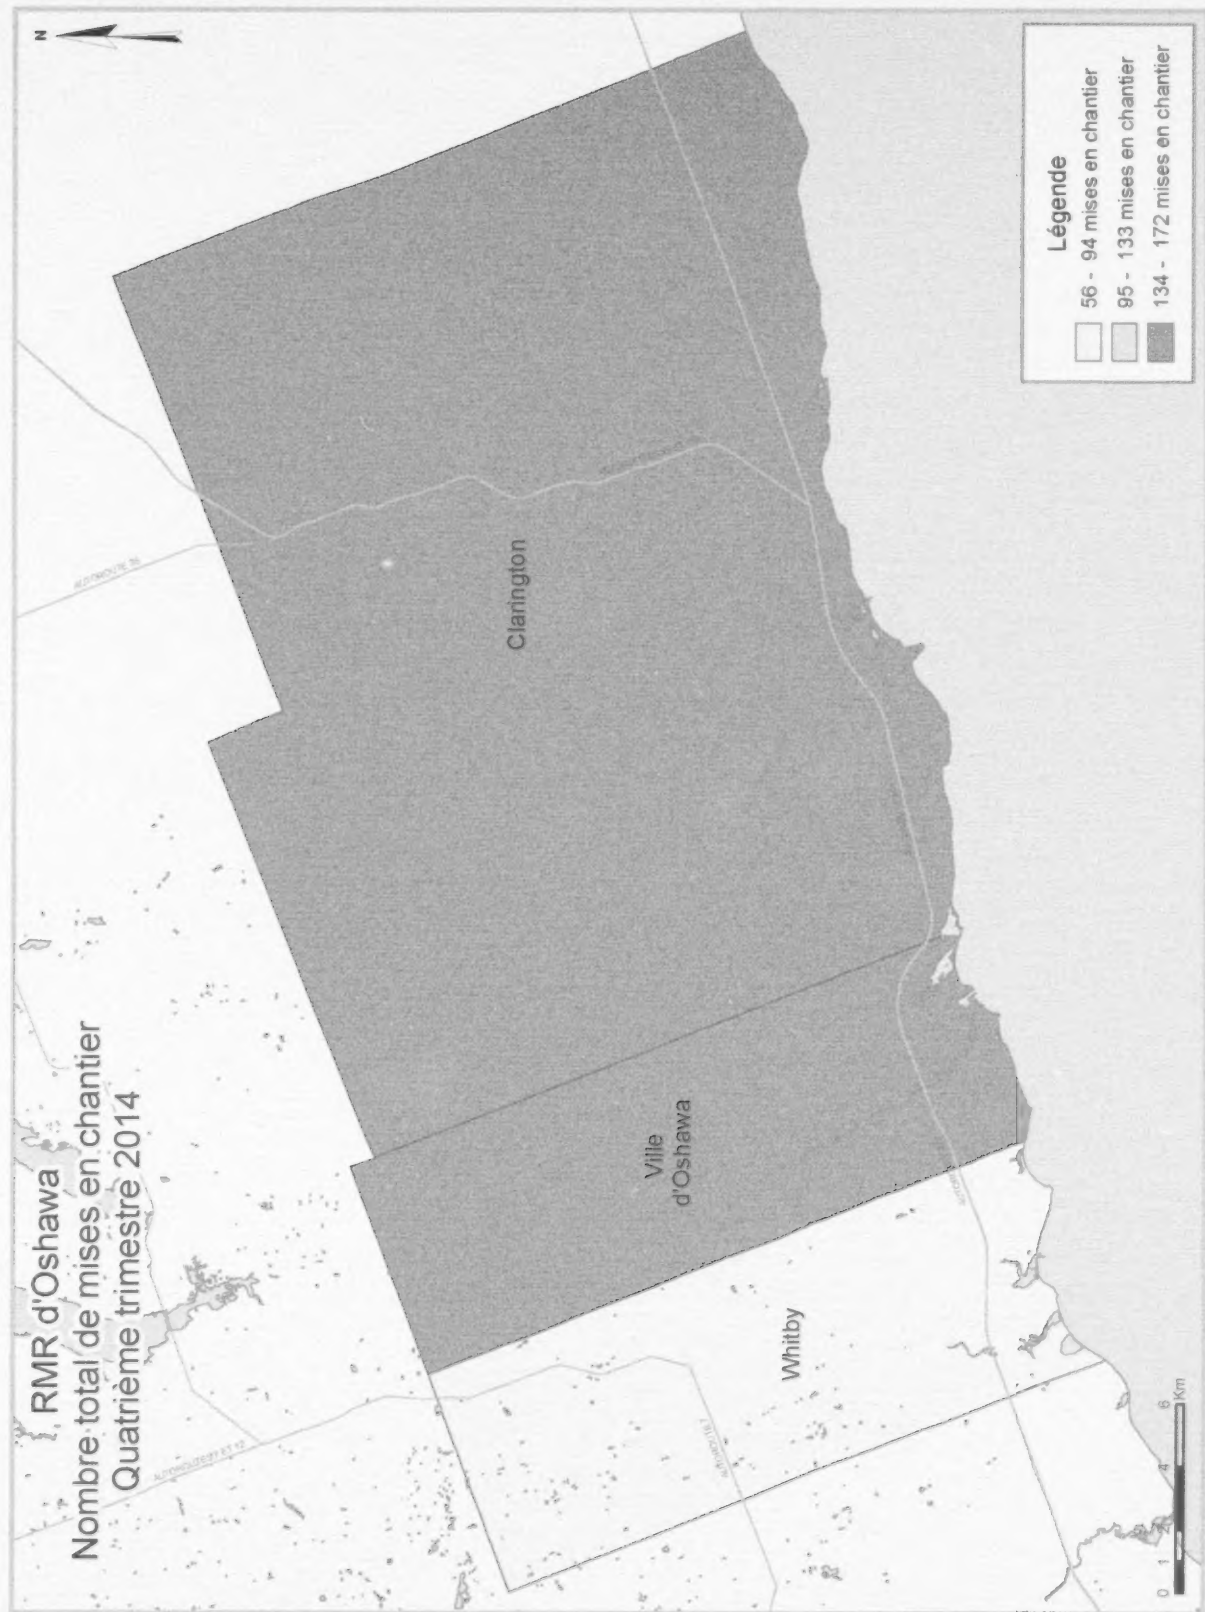 RMR d'Oshawa
Nombre total de mises en chantier
Quatrième trimestre 2014
N
Clarington
Ville
d'Oshawa
Whitby
Légende
56 - 94 mises en chantier
95 - 133 mises en chantier
134 - 172 mises en chantier
0 1 2 4 6
Km